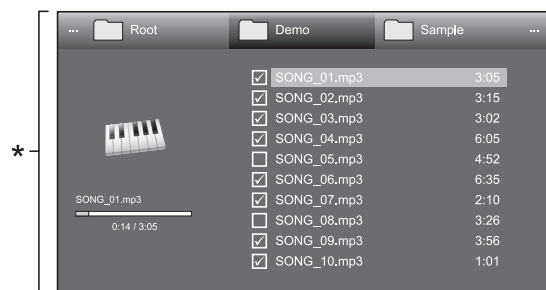 ... Root Demo Sample ...
SONG_01.mp3 3:05
SONG_02.mp3 3:15
SONG_03.mp3 3:02
SONG_04.mp3 6:05
SONG_05.mp3 4:52
SONG_06.mp3 6:35
SONG_07.mp3 2:10
SONG_08.mp3 3:26
SONG_09.mp3 3:56
SONG_10.mp3 1:01
*
SONG_01.mp3
0:14 / 3:05